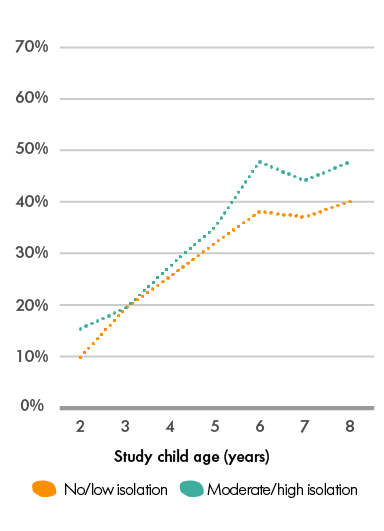 70%
60%
50%
40%
30%
20%
10%
0%
2 3 4 5 6 7 8
Study child age (years)
No/low isolation Moderate/high isolation